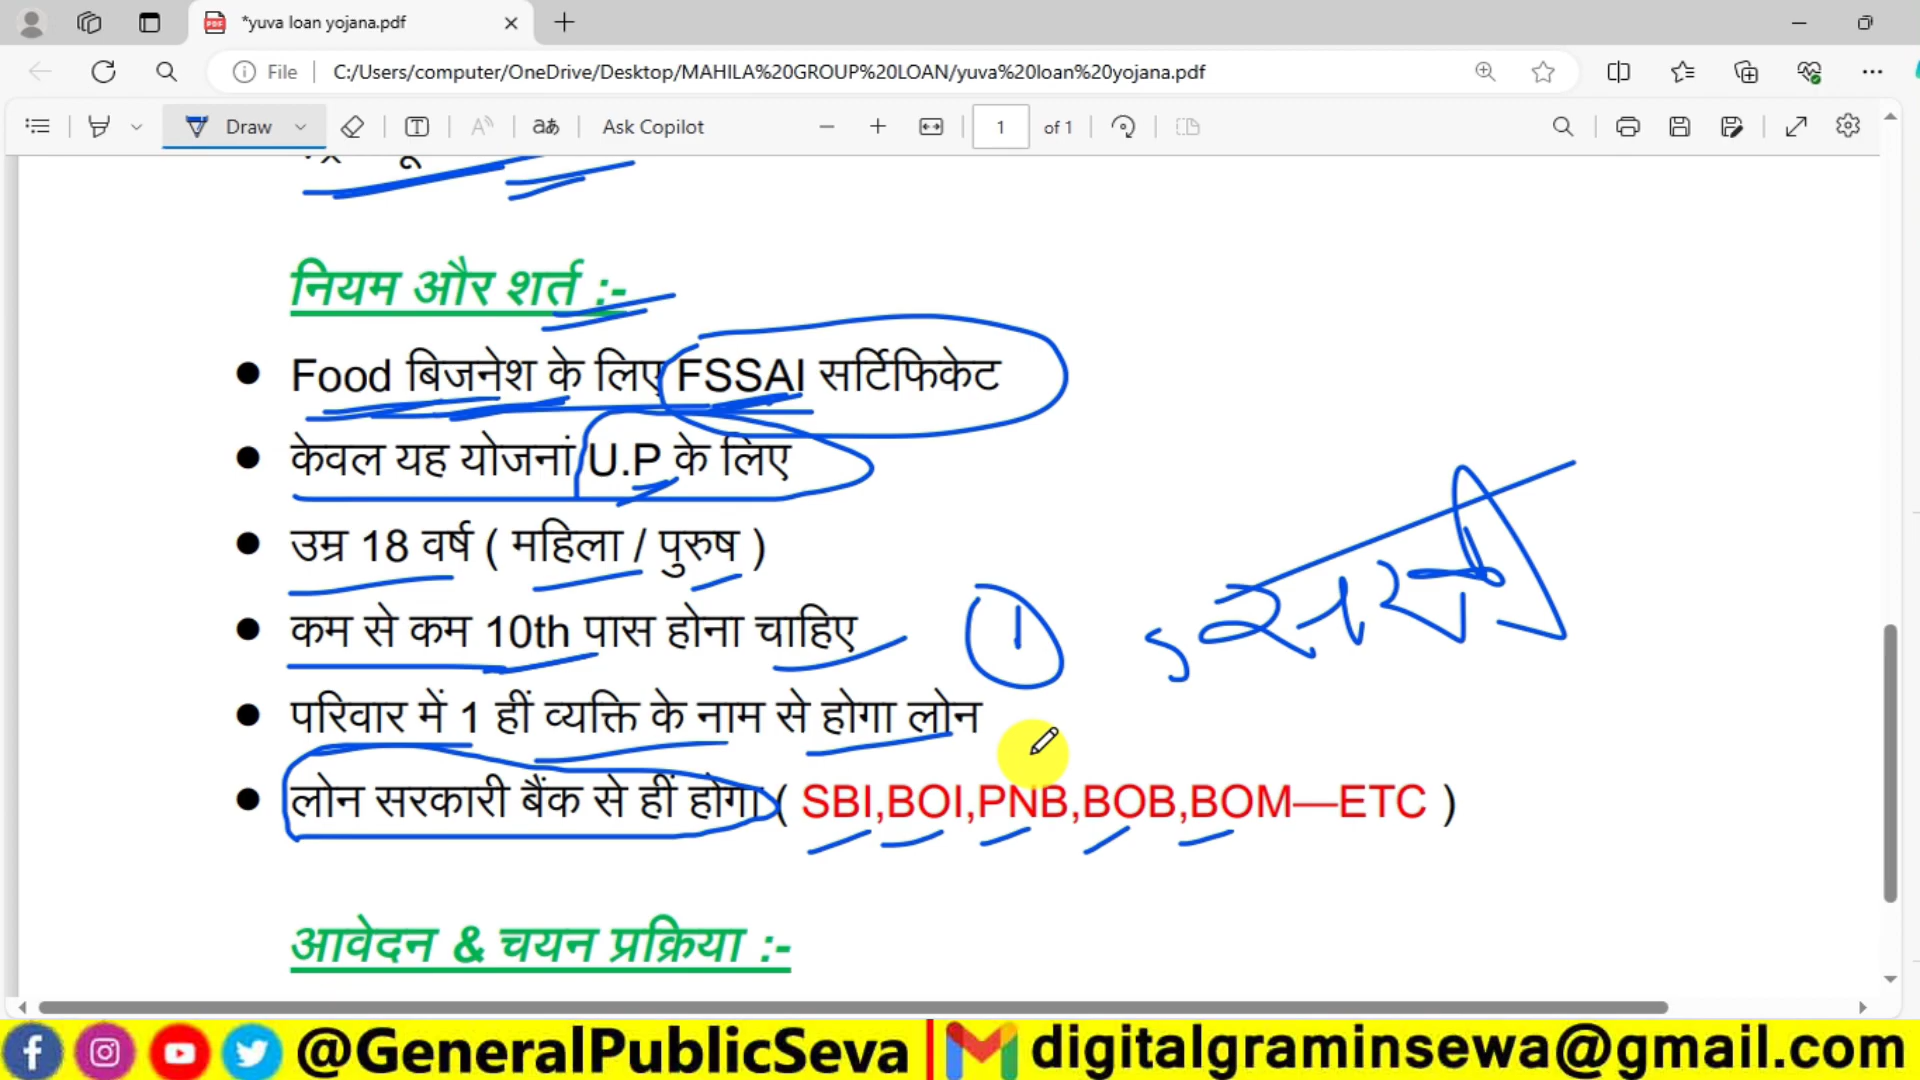 *yuva loan yojana.pdf
File C:/Users/computer/OneDrive/Desktop/MAHILA%20GROUP%20LOAN/yuva%20loan%20yojana.pdf
Draw Ask Copilot 1 of 1
नियम और शर्त :-
Food बिजनेश के लिए FSSAI सर्टिफिकेट
केवल यह योजनां U.P के लिए
उम्र 18 वर्ष ( महिला / पुरुष )
कम से कम 10th पास होना चाहिए
1
परिवार में 1 हीं व्यक्ति के नाम से होगा लोन
लोन सरकारी बैंक से हीं होगा ( SBI,BOI,PNB,BOB,BOM—ETC )
आवेदन & चयन प्रक्रिया :-
@GeneralPublicSeva digitalgraminsewa@gmail.com